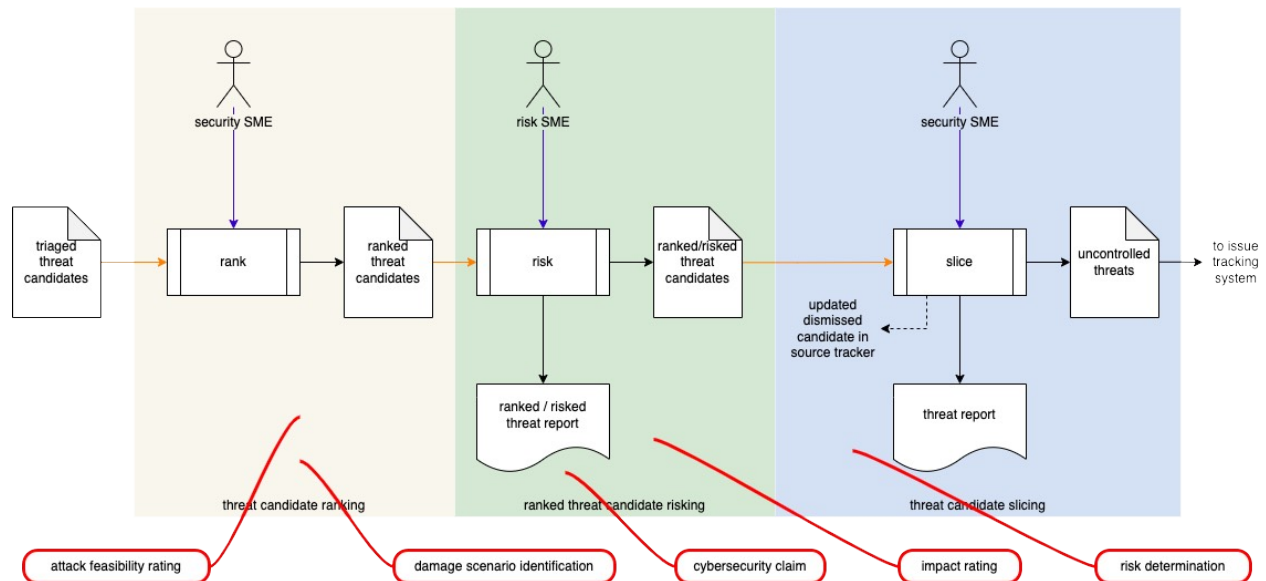 security SME
risk SME
security SME
triaged
threat
candidates
rank
ranked
threat
candidates
risk
ranked/risked
threat
candidates
slice
uncontrolled
threats
to issue
tracking
system
updated
dismissed
candidate in
source tracker
ranked / risked
threat report
threat report
threat candidate ranking
ranked threat candidate risking
threat candidate slicing
attack feasibility rating
damage scenario identification
cybersecurity claim
impact rating
risk determination